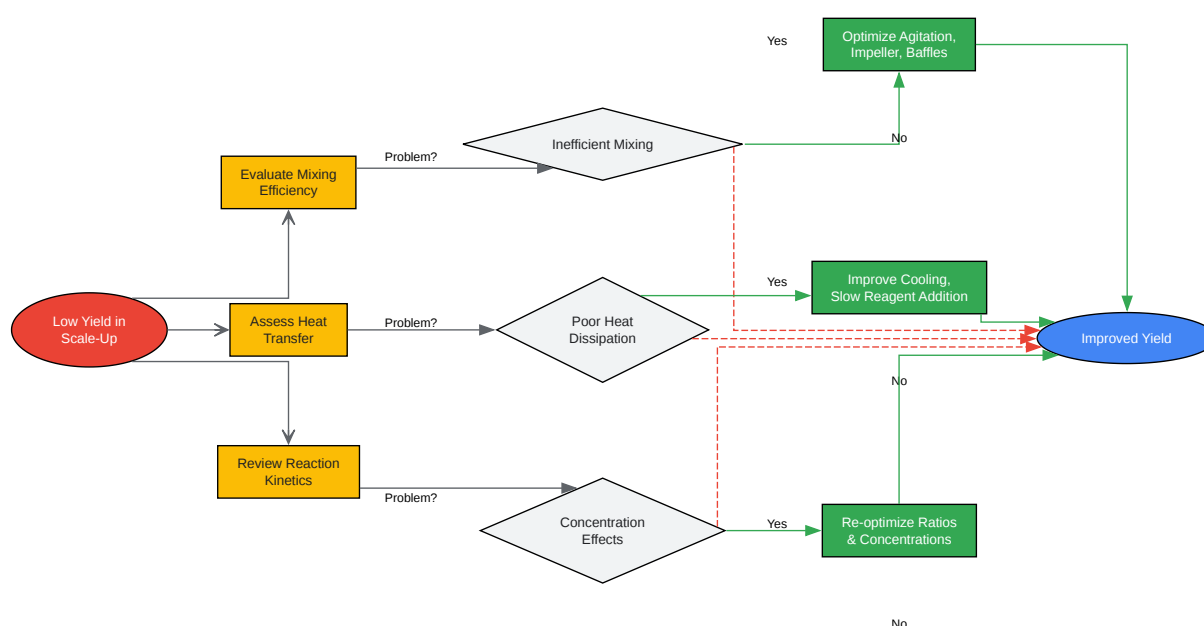 Yes
Optimize Agitation,
Impeller, Baffles
No
Inefficient Mixing
Problem?
Evaluate Mixing
Efficiency
Yes
Improve Cooling,
Slow Reagent Addition
Low Yield in
Scale-Up
Assess Heat
Transfer
Problem?
Poor Heat
Dissipation
Improved Yield
No
Review Reaction
Kinetics
Problem?
Concentration
Effects
Yes
Re-optimize Ratios
& Concentrations
No